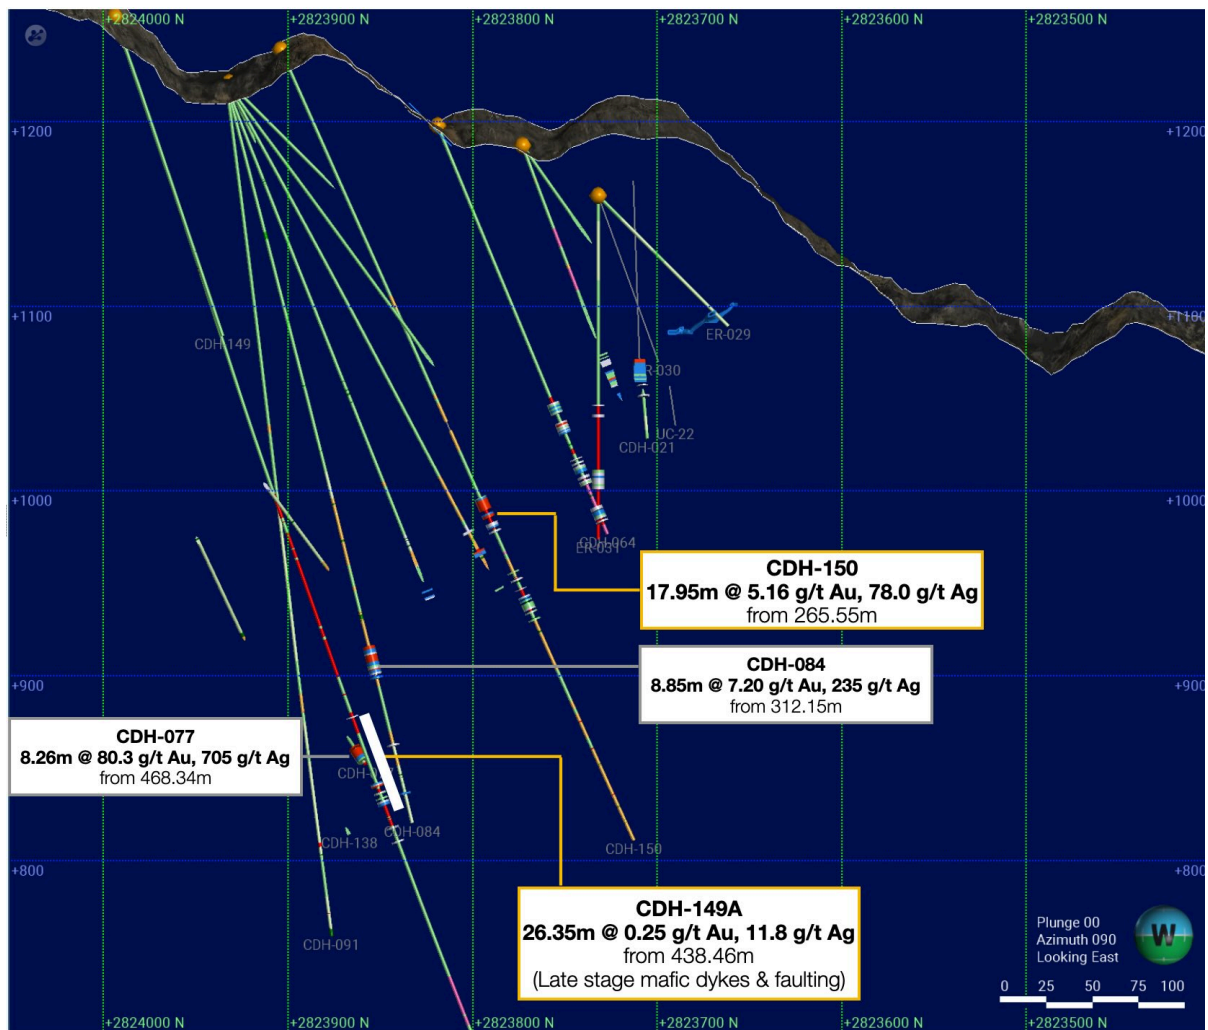 +2824000 N
+2823900 N
+2823800 N
+2823700 N
+2823600 N
+2823500 N
+1200
+1200
CDH-149
+1100
+1100
ER-029
ER-030
UC-22
CDH-021
+1000
+1000
CDH-064
ER-031
CDH-150
17.95m @ 5.16 g/t Au, 78.0 g/t Ag
from 265.55m
CDH-084
8.85m @ 7.20 g/t Au, 235 g/t Ag
from 312.15m
+900
+900
CDH-077
8.26m @ 80.3 g/t Au, 705 g/t Ag
from 468.34m
CDH-084
CDH-138
CDH-150
+800
+800
CDH-149A
26.35m @ 0.25 g/t Au, 11.8 g/t Ag
from 438.46m
(Late stage mafic dykes & faulting)
CDH-091
Plunge 00
Azimuth 090
Looking East
W
0 25 50 75 100
+2824000 N
+2823900 N
+2823800 N
+2823700 N
+2823600 N
+2823500 N